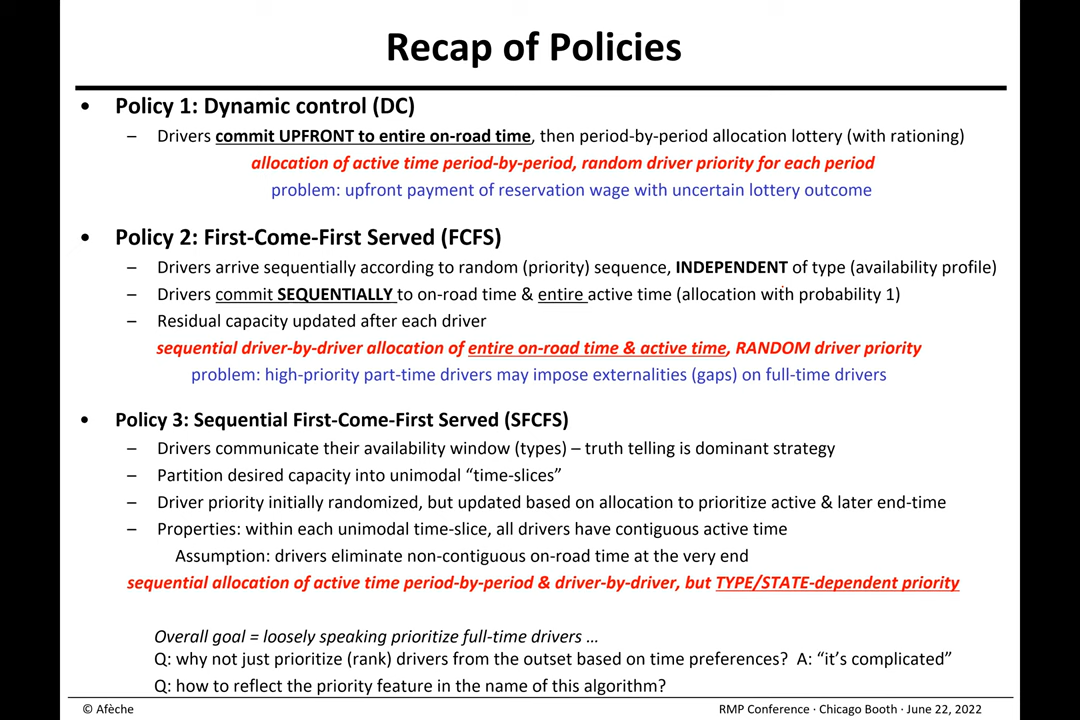 Recap of Policies
• Policy 1: Dynamic control (DC)
– Drivers commit UPFRONT to entire on-road time, then period-by-period allocation lottery (with rationing)
allocation of active time period-by-period, random driver priority for each period
problem: upfront payment of reservation wage with uncertain lottery outcome
• Policy 2: First-Come-First Served (FCFS)
– Drivers arrive sequentially according to random (priority) sequence, INDEPENDENT of type (availability profile)
– Drivers commit SEQUENTIALLY to on-road time & entire active time (allocation with probability 1)
– Residual capacity updated after each driver
sequential driver-by-driver allocation of entire on-road time & active time, RANDOM driver priority
problem: high-priority part-time drivers may impose externalities (gaps) on full-time drivers
• Policy 3: Sequential First-Come-First Served (SFCFS)
– Drivers communicate their availability window (types) – truth telling is dominant strategy
– Partition desired capacity into unimodal “time-slices”
– Driver priority initially randomized, but updated based on allocation to prioritize active & later end-time
– Properties: within each unimodal time-slice, all drivers have contiguous active time
Assumption: drivers eliminate non-contiguous on-road time at the very end
sequential allocation of active time period-by-period & driver-by-driver, but TYPE/STATE-dependent priority
Overall goal = loosely speaking prioritize full-time drivers …
Q: why not just prioritize (rank) drivers from the outset based on time preferences? A: “it’s complicated”
Q: how to reflect the priority feature in the name of this algorithm?
© Afèche
RMP Conference · Chicago Booth · June 22, 2022